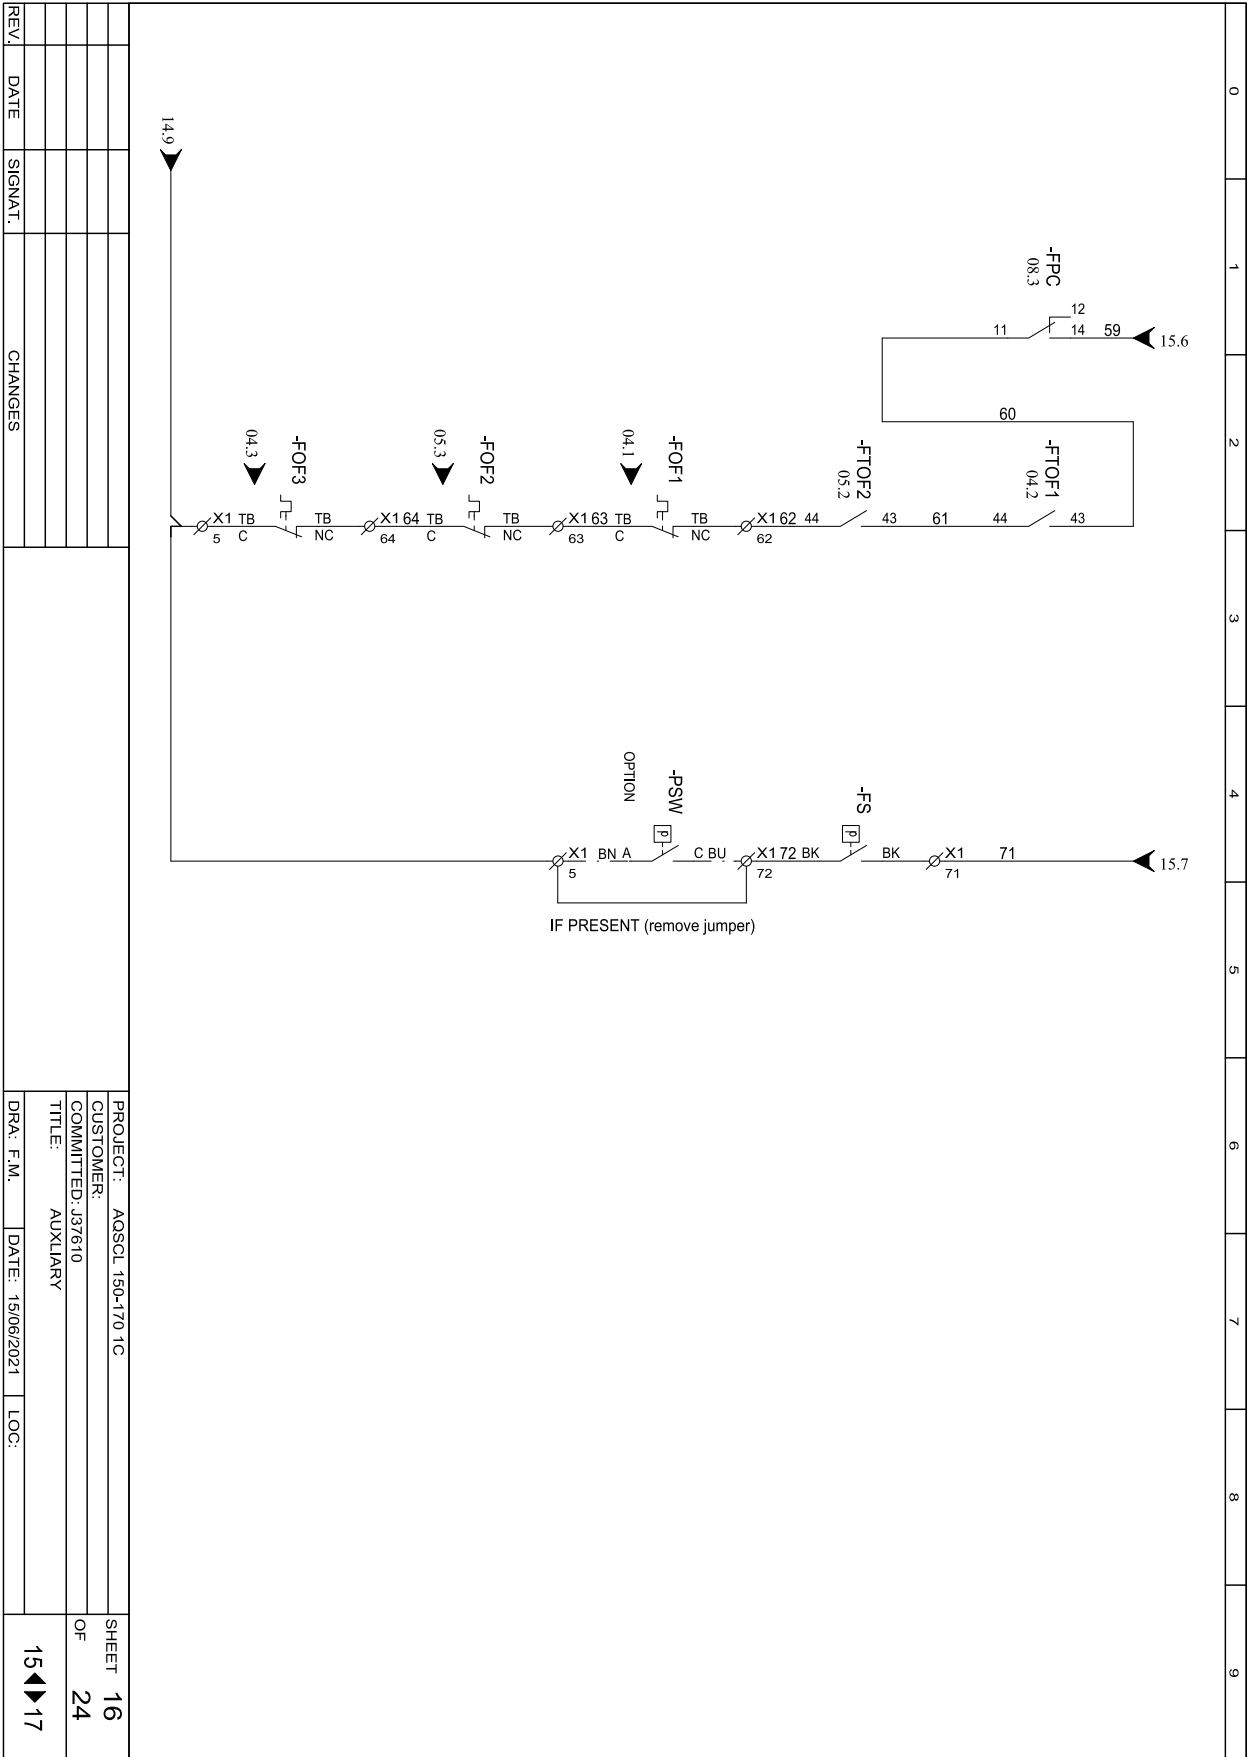 0 1 2 3 4 5 6 7 8 9
15.6
59
14
12
11
-FPC
08.3
60
-FTOF1
04.2
43
44
61
-FTOF2
05.2
43
44
X1 62
62
-FOF1
04.1
TB
NC
TB
C
X1 63
63
-FOF2
05.3
TB
NC
TB
C
X1 64
64
-FOF3
04.3
TB
NC
TB
C
X1
5
14.9
15.7
71
X1
71
-FS
p
BK
BK
X1 72
72
-PSW
OPTION
p
C BU
BN A
X1
5
IF PRESENT (remove jumper)
REV. DATE SIGNAT. CHANGES
PROJECT: AQSCL 150-170 1C
CUSTOMER:
COMMITTED: J37610
TITLE: AUXLIARY
DRA: F.M. DATE: 15/06/2021 LOC:
SHEET 16
OF 24
15 17